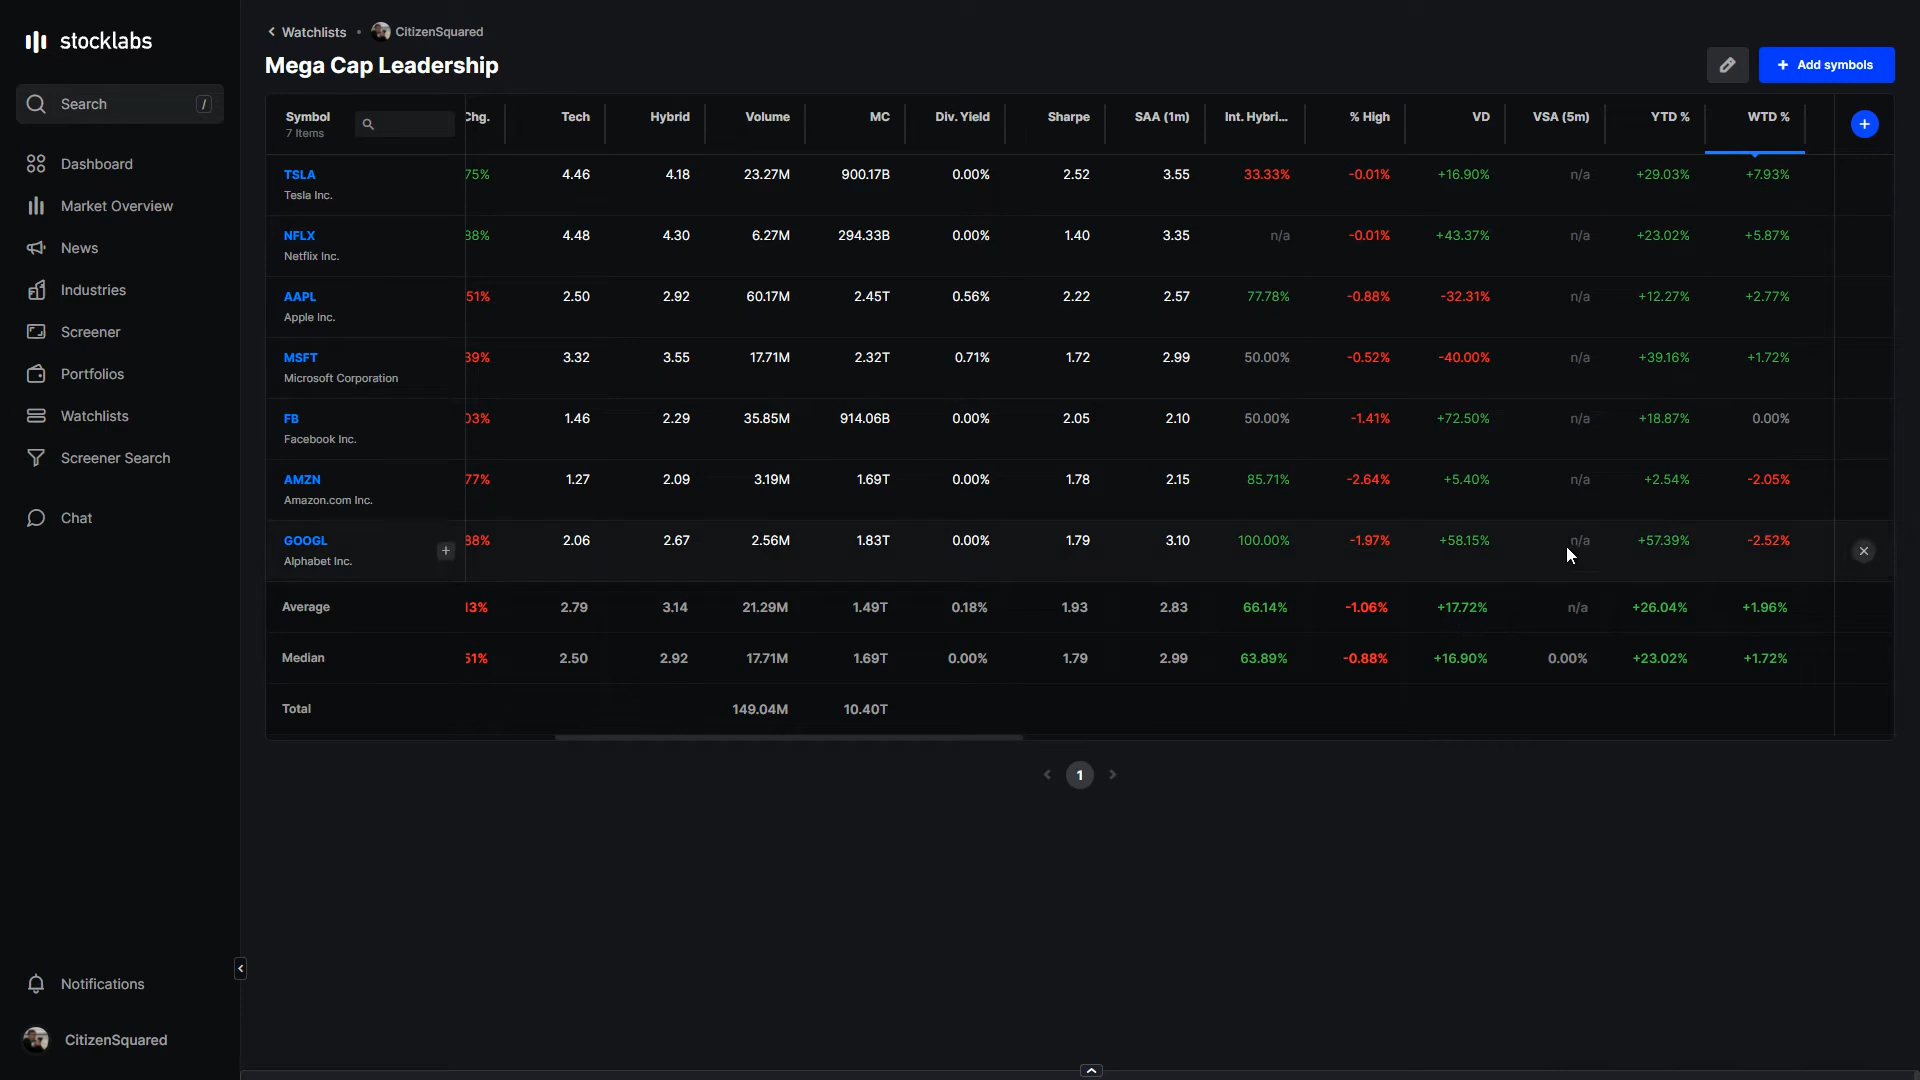 stocklabs
Search /
Dashboard
Market Overview
News
Industries
Screener
Portfolios
Watchlists
Screener Search
Chat
Notifications
CitizenSquared
Watchlists • CitizenSquared
Mega Cap Leadership
+ Add symbols
Symbol Chg. Tech Hybrid Volume MC Div. Yield Sharpe SAA (1m) Int. Hybri... % High VD VSA (5m) YTD % WTD %
7 Items
TSLA 75% 4.46 4.18 23.27M 900.17B 0.00% 2.52 3.55 33.33% -0.01% +16.90% n/a +29.03% +7.93%
Tesla Inc.
NFLX 38% 4.48 4.30 6.27M 294.33B 0.00% 1.40 3.35 n/a -0.01% +43.37% n/a +23.02% +5.87%
Netflix Inc.
AAPL 51% 2.50 2.92 60.17M 2.45T 0.56% 2.22 2.57 77.78% -0.88% -32.31% n/a +12.27% +2.77%
Apple Inc.
MSFT 39% 3.32 3.55 17.71M 2.32T 0.71% 1.72 2.99 50.00% -0.52% -40.00% n/a +39.16% +1.72%
Microsoft Corporation
FB 03% 1.46 2.29 35.85M 914.06B 0.00% 2.05 2.10 50.00% -1.41% +72.50% n/a +18.87% 0.00%
Facebook Inc.
AMZN 77% 1.27 2.09 3.19M 1.69T 0.00% 1.78 2.15 85.71% -2.64% +5.40% n/a +2.54% -2.05%
Amazon.com Inc.
GOOGL 38% 2.06 2.67 2.56M 1.83T 0.00% 1.79 3.10 100.00% -1.97% +58.15% n/a +57.39% -2.52%
Alphabet Inc.
Average 13% 2.79 3.14 21.29M 1.49T 0.18% 1.93 2.83 66.14% -1.06% +17.72% n/a +26.04% +1.96%
Median 51% 2.50 2.92 17.71M 1.69T 0.00% 1.79 2.99 63.89% -0.88% +16.90% 0.00% +23.02% +1.72%
Total 149.04M 10.40T
1